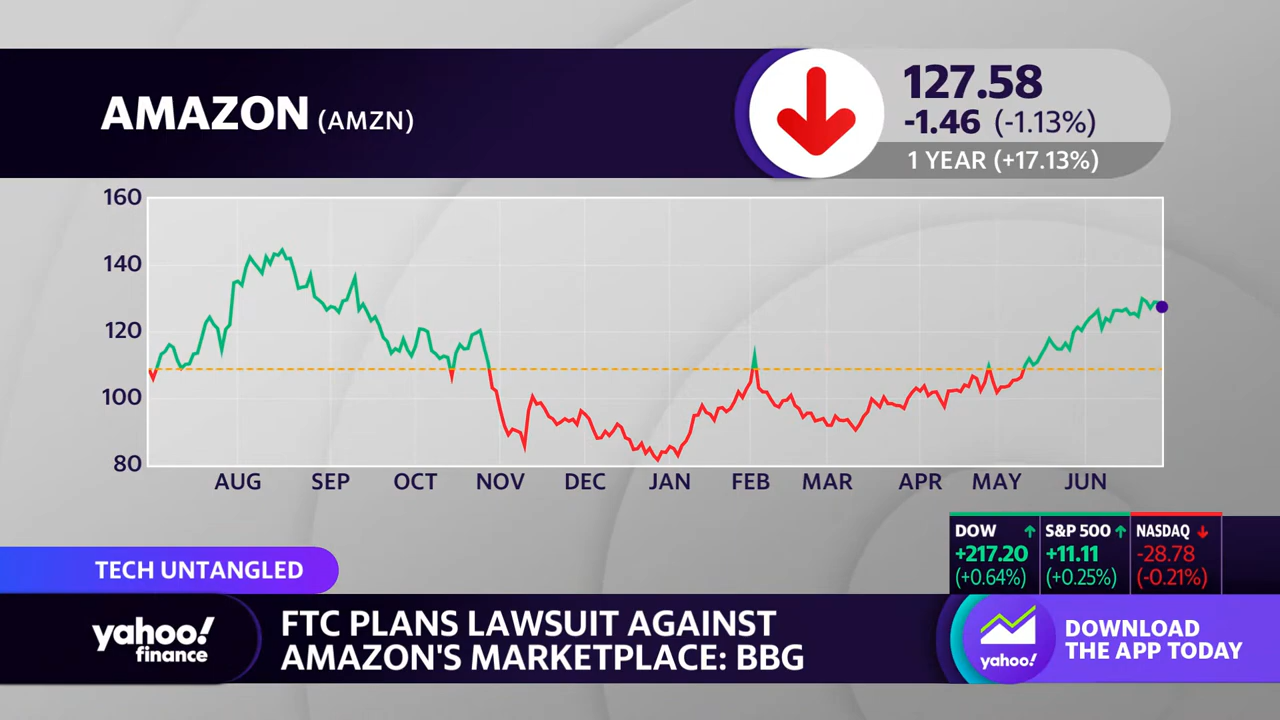 AMAZON (AMZN)
127.58
-1.46 (-1.13%)
1 YEAR (+17.13%)
160
140
120
100
80
AUG SEP OCT NOV DEC JAN FEB MAR APR MAY JUN
DOW
+217.20
(+0.64%)
S&P 500
+11.11
(+0.25%)
NASDAQ
-28.78
(-0.21%)
TECH UNTANGLED
yahoo!
finance
FTC PLANS LAWSUIT AGAINST
AMAZON'S MARKETPLACE: BBG
yahoo!
DOWNLOAD
THE APP TODAY